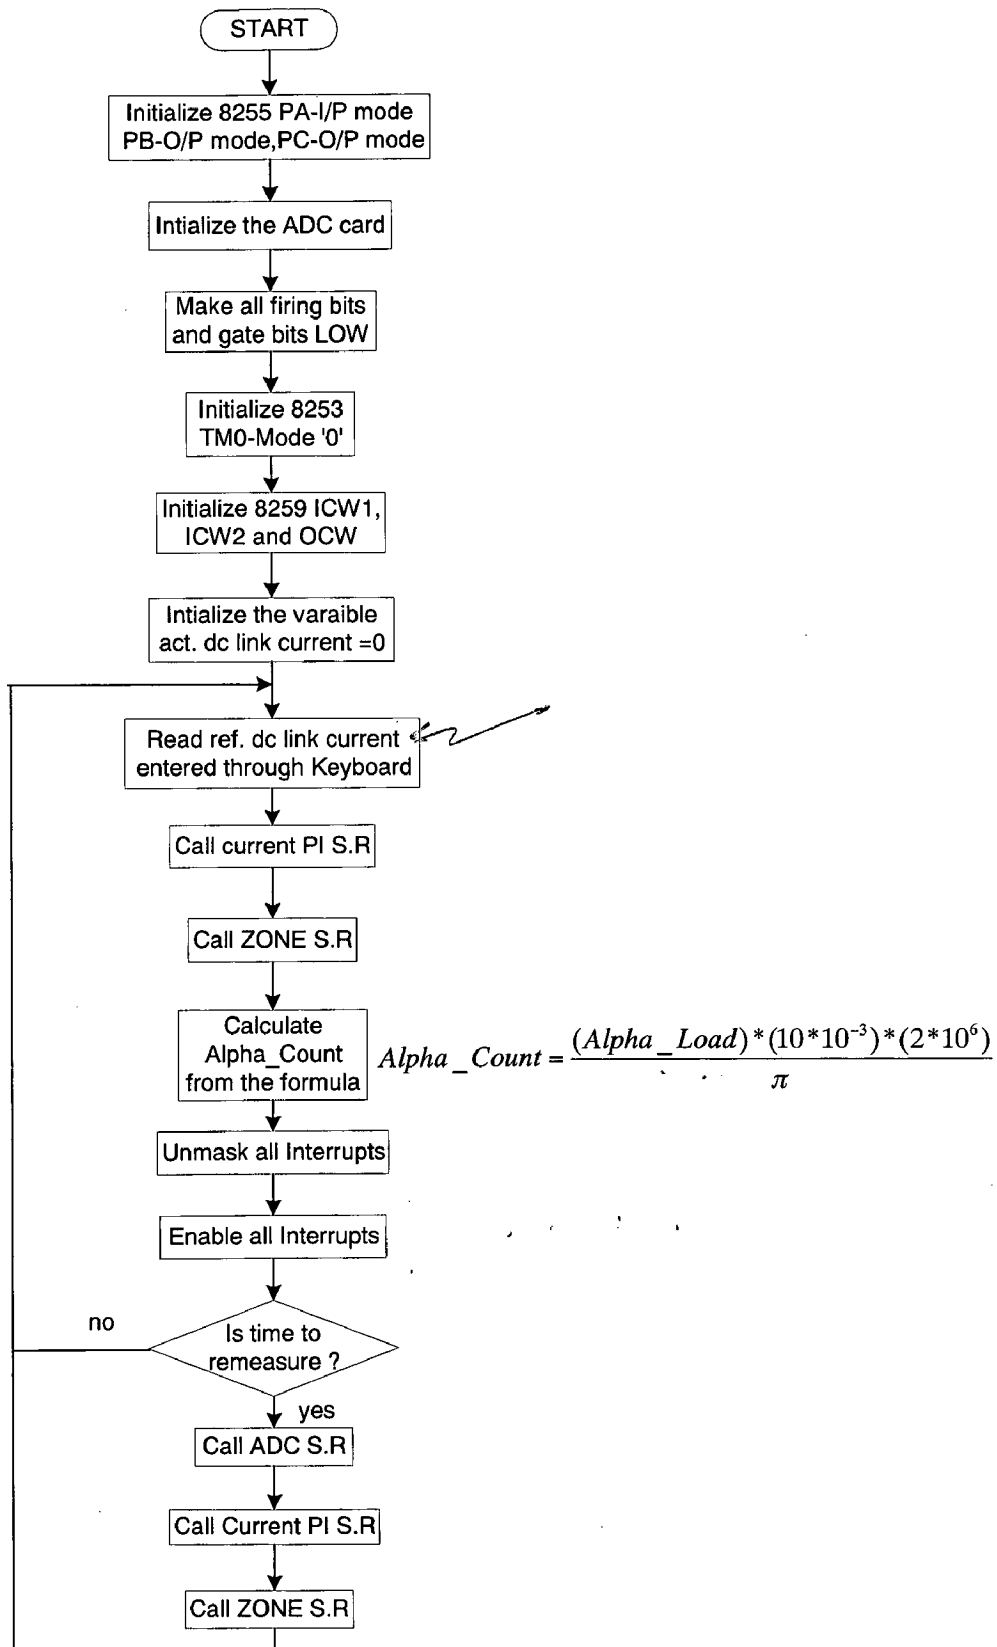 START
Initialize 8255 PA-I/P mode
PB-O/P mode,PC-O/P mode
Intialize the ADC card
Make all firing bits
and gate bits LOW
Initialize 8253
TM0-Mode '0'
Initialize 8259 ICW1,
ICW2 and OCW
Intialize the varaible
act. dc link current =0
Read ref. dc link current
entered through Keyboard
Call current PI S.R
Call ZONE S.R
Calculate
Alpha_Count
from the formula
Alpha_Count = (Alpha_Load)*(10*10⁻³)*(2*10⁶) / π
Unmask all Interrupts
Enable all Interrupts
Is time to
remeasure ?
no
yes
Call ADC S.R
Call Current PI S.R
Call ZONE S.R